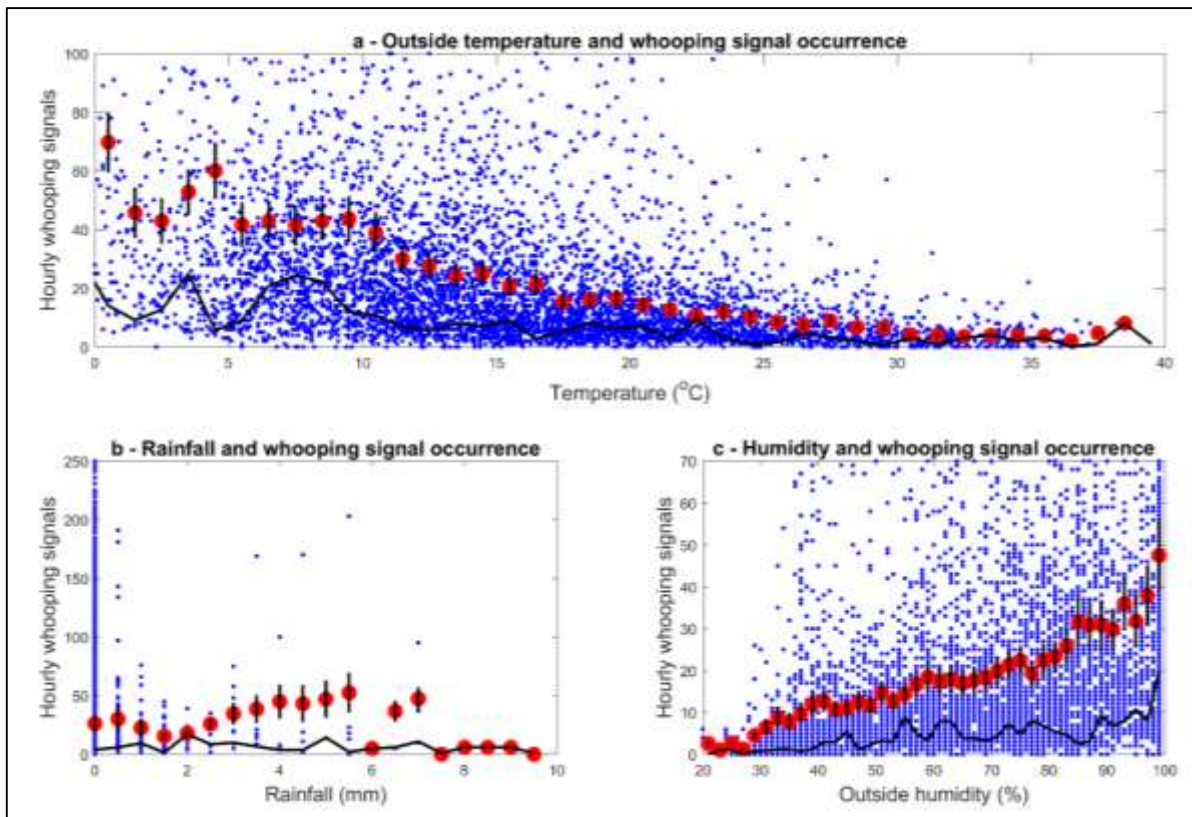 a - Outside temperature and whooping signal occurrence
100
80
60
40
20
0
Hourly whooping signals
0 5 10 15 20 25 30 35 40
Temperature (°C)
b - Rainfall and whooping signal occurrence
250
200
150
100
50
0
Hourly whooping signals
0 2 4 6 8 10
Rainfall (mm)
c - Humidity and whooping signal occurrence
70
60
50
40
30
20
10
0
Hourly whooping signals
20 30 40 50 60 70 80 90 100
Outside humidity (%)